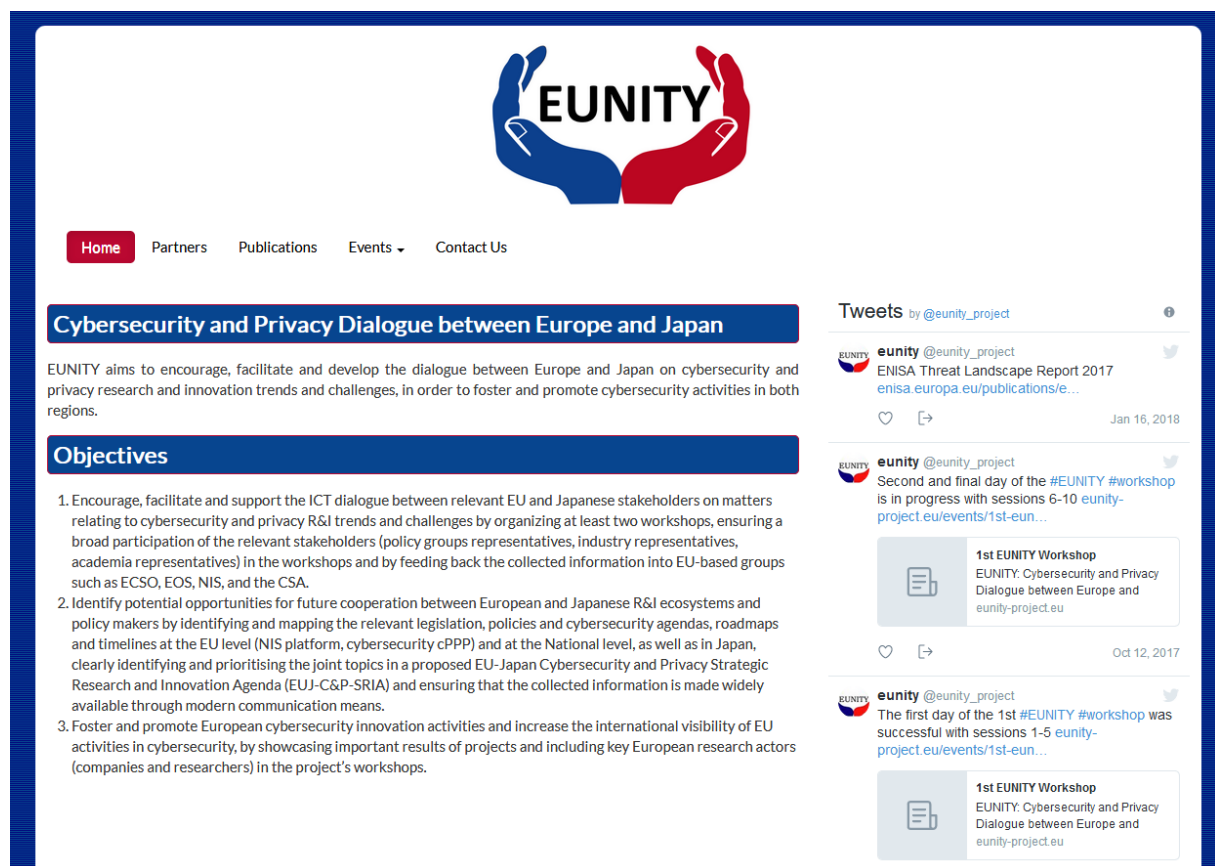 EUNITY
Home
Partners
Publications
Events
Contact Us
Cybersecurity and Privacy Dialogue between Europe and Japan
EUNITY aims to encourage, facilitate and develop the dialogue between Europe and Japan on cybersecurity and
privacy research and innovation trends and challenges, in order to foster and promote cybersecurity activities in both
regions.
Objectives
1. Encourage, facilitate and support the ICT dialogue between relevant EU and Japanese stakeholders on matters
relating to cybersecurity and privacy R&I trends and challenges by organizing at least two workshops, ensuring a
broad participation of the relevant stakeholders (policy groups representatives, industry representatives,
academia representatives) in the workshops and by feeding back the collected information into EU-based groups
such as ECSO, EOS, NIS, and the CSA.
2. Identify potential opportunities for future cooperation between European and Japanese R&I ecosystems and
policy makers by identifying and mapping the relevant legislation, policies and cybersecurity agendas, roadmaps
and timelines at the EU level (NIS platform, cybersecurity cPPP) and at the National level, as well as in Japan,
clearly identifying and prioritising the joint topics in a proposed EU-Japan Cybersecurity and Privacy Strategic
Research and Innovation Agenda (EUJ-C&P-SRIA) and ensuring that the collected information is made widely
available through modern communication means.
3. Foster and promote European cybersecurity innovation activities and increase the international visibility of EU
activities in cybersecurity, by showcasing important results of projects and including key European research actors
(companies and researchers) in the project's workshops.
Tweets by @eunity_project
EUNITY
eunity @eunity_project
ENISA Threat Landscape Report 2017
enisa.europa.eu/publications/e…
Jan 16, 2018
EUNITY
eunity @eunity_project
Second and final day of the #EUNITY #workshop
is in progress with sessions 6-10 eunity-
project.eu/events/1st-eun…
1st EUNITY Workshop
EUNITY: Cybersecurity and Privacy
Dialogue between Europe and
eunity-project.eu
Oct 12, 2017
EUNITY
eunity @eunity_project
The first day of the 1st #EUNITY #workshop was
successful with sessions 1-5 eunity-
project.eu/events/1st-eun…
1st EUNITY Workshop
EUNITY: Cybersecurity and Privacy
Dialogue between Europe and
eunity-project.eu